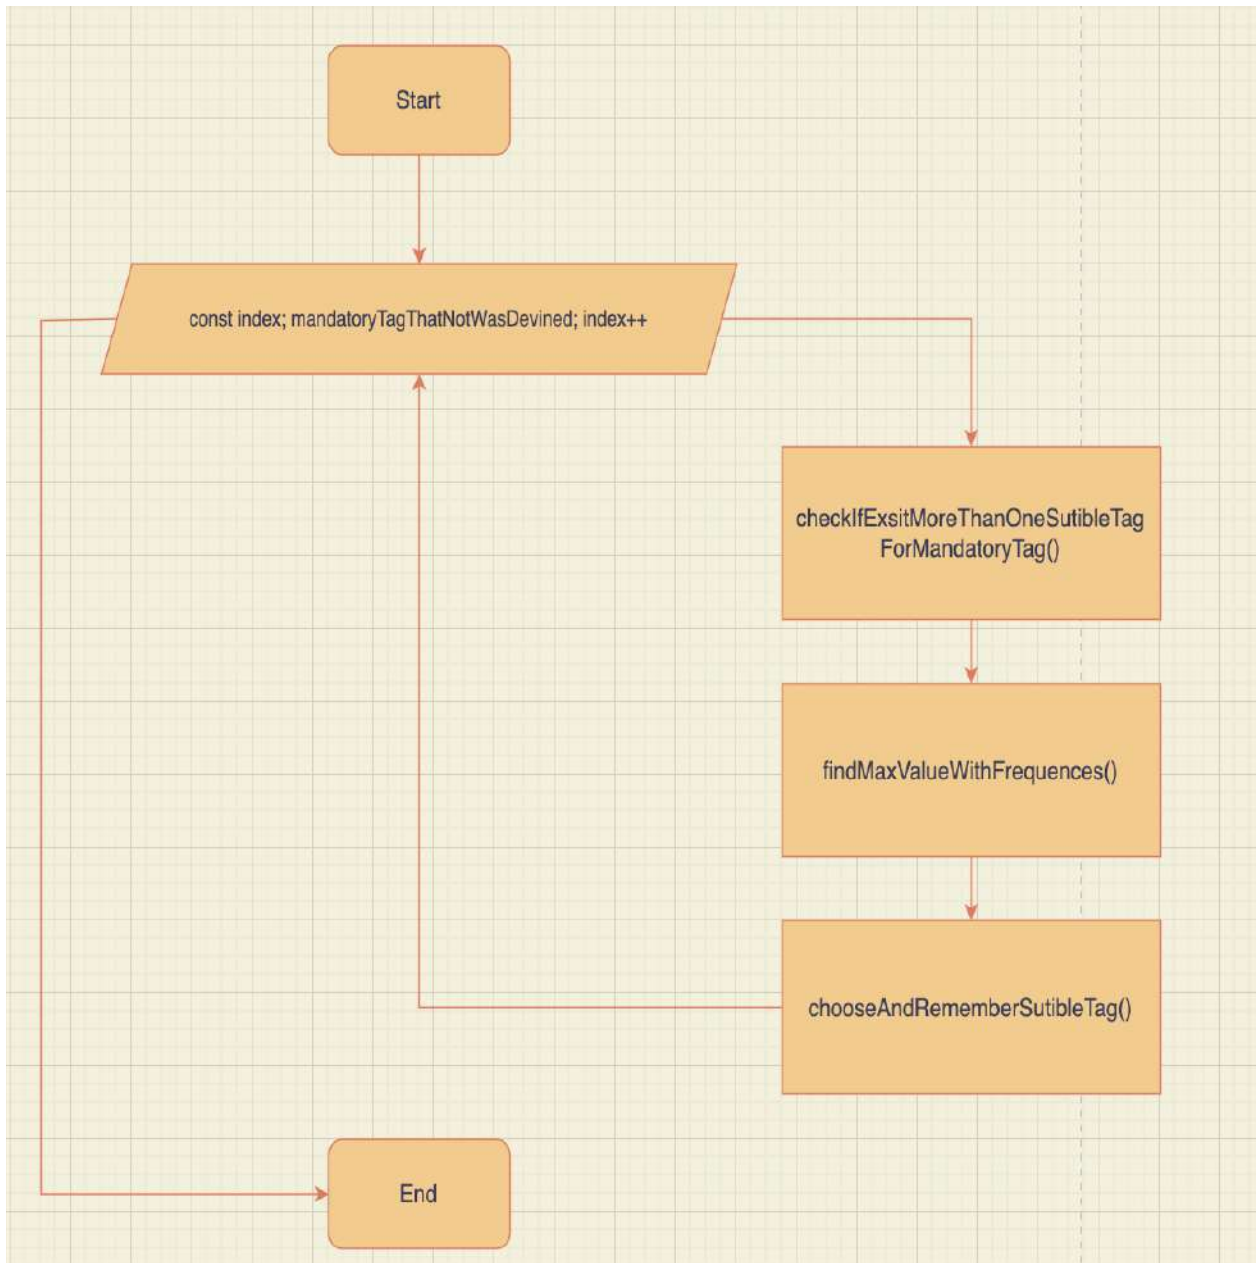 Start
const index; mandatoryTagThatNotWasDevined; index++
checkIfExsitMoreThanOneSutibleTag
ForMandatoryTag()
findMaxValueWithFrequences()
chooseAndRememberSutibleTag()
End